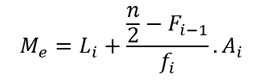 $M_e = L_i + \frac{\frac{n}{2} - F_{i-1}}{f_i} . A_i$